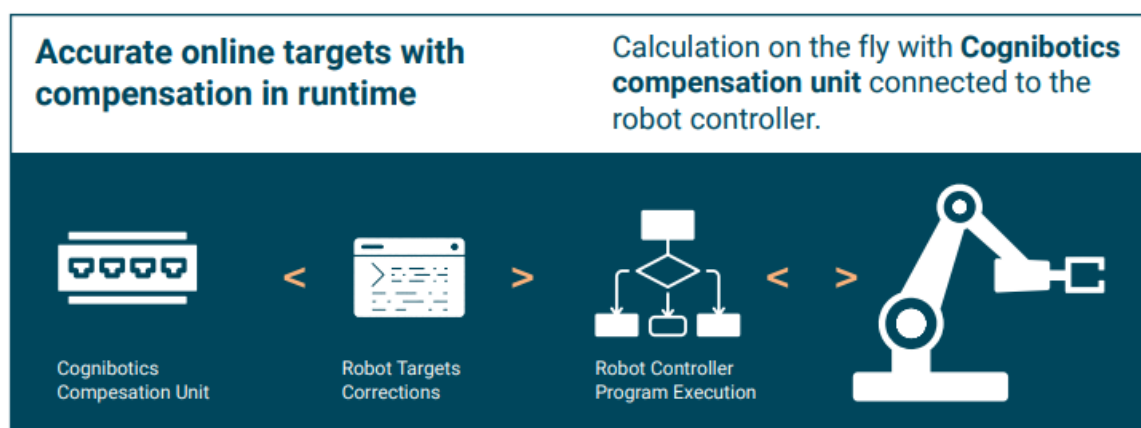 Accurate online targets with
compensation in runtime
Calculation on the fly with Cognibotics
compensation unit connected to the
robot controller.
<
>
<
>
Cognibotics
Compesation Unit
Robot Targets
Corrections
Robot Controller
Program Execution